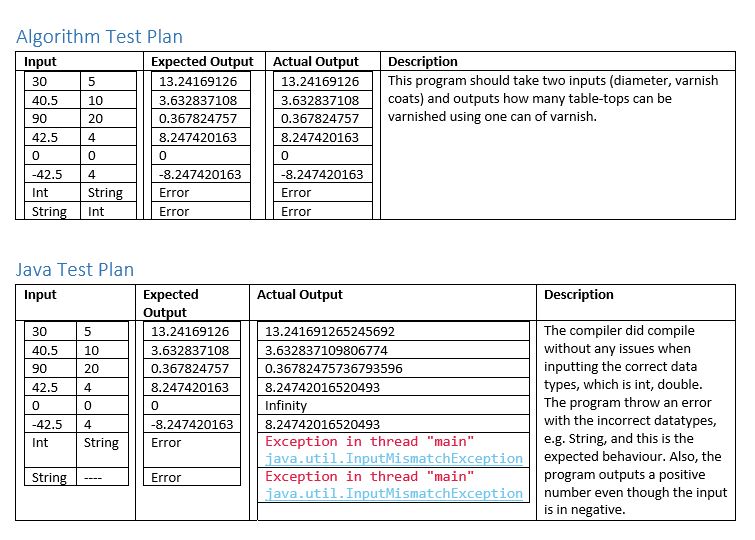 Algorithm Test Plan
Input Expected Output Actual Output Description
30 5 13.24169126 13.24169126 This program should take two inputs (diameter, varnish
40.5 10 3.632837108 3.632837108 coats) and outputs how many table-tops can be
90 20 0.367824757 0.367824757 varnished using one can of varnish.
42.5 4 8.247420163 8.247420163
0 0 0 0
-42.5 4 -8.247420163 -8.247420163
Int String Error Error
String Int Error Error
Java Test Plan
Input Expected Actual Output Description
Output
30 5 13.24169126 13.241691265245692 The compiler did compile
40.5 10 3.632837108 3.632837109806774 without any issues when
90 20 0.367824757 0.36782475736793596 inputting the correct data
42.5 4 8.247420163 8.24742016520493 types, which is int, double.
0 0 0 Infinity The program throw an error
-42.5 4 -8.247420163 8.24742016520493 with the incorrect datatypes,
Int String Error Exception in thread "main" e.g. String, and this is the
java.util.InputMismatchException expected behaviour. Also, the
String ---- Error Exception in thread "main" program outputs a positive
java.util.InputMismatchException number even though the input
is in negative.